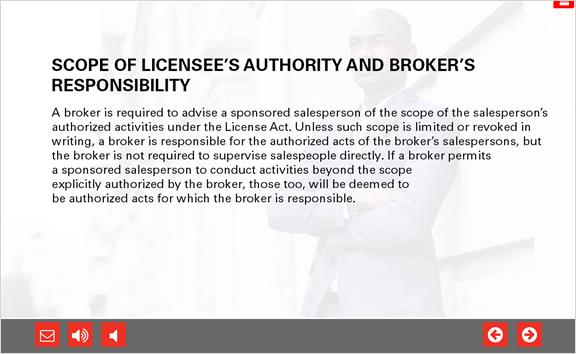 SCOPE OF LICENSEE’S AUTHORITY AND BROKER’S
RESPONSIBILITY
A broker is required to advise a sponsored salesperson of the scope of the salesperson’s
authorized activities under the License Act. Unless such scope is limited or revoked in
writing, a broker is responsible for the authorized acts of the broker’s salespersons, but
the broker is not required to supervise salespeople directly. If a broker permits
a sponsored salesperson to conduct activities beyond the scope
explicitly authorized by the broker, those too, will be deemed to
be authorized acts for which the broker is responsible.